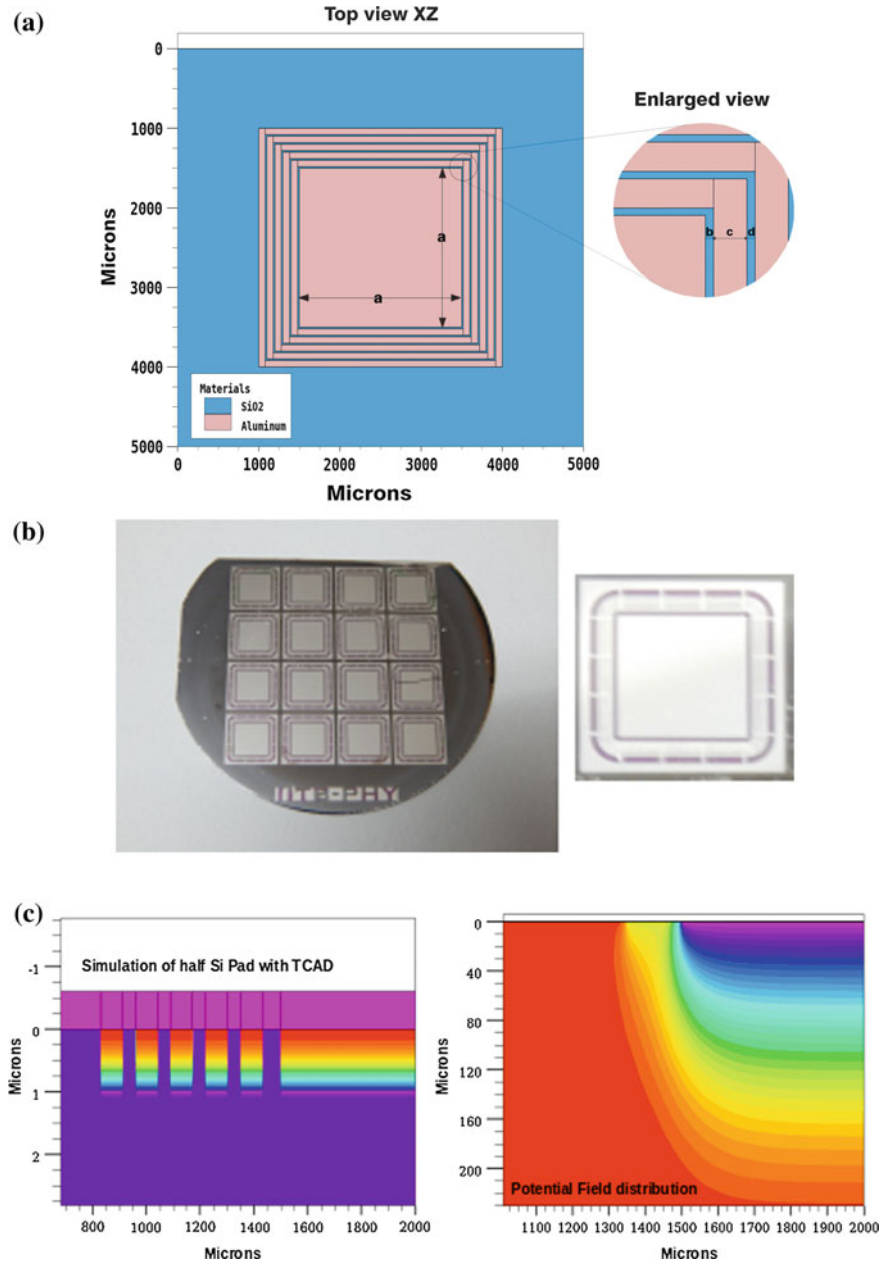 (a)
Top view XZ
Enlarged view
0
1000
2000
3000
4000
5000
Microns
a
a
b c d
Materials
SiO2
Aluminum
0 1000 2000 3000 4000 5000
Microns
(b)
(c)
Simulation of half Si Pad with TCAD
-1
0
1
2
Microns
800 1000 1200 1400 1600 1800 2000
Microns
0
40
80
120
160
200
Microns
Potential Field distribution
1100 1200 1300 1400 1500 1600 1700 1800 1900 2000
Microns